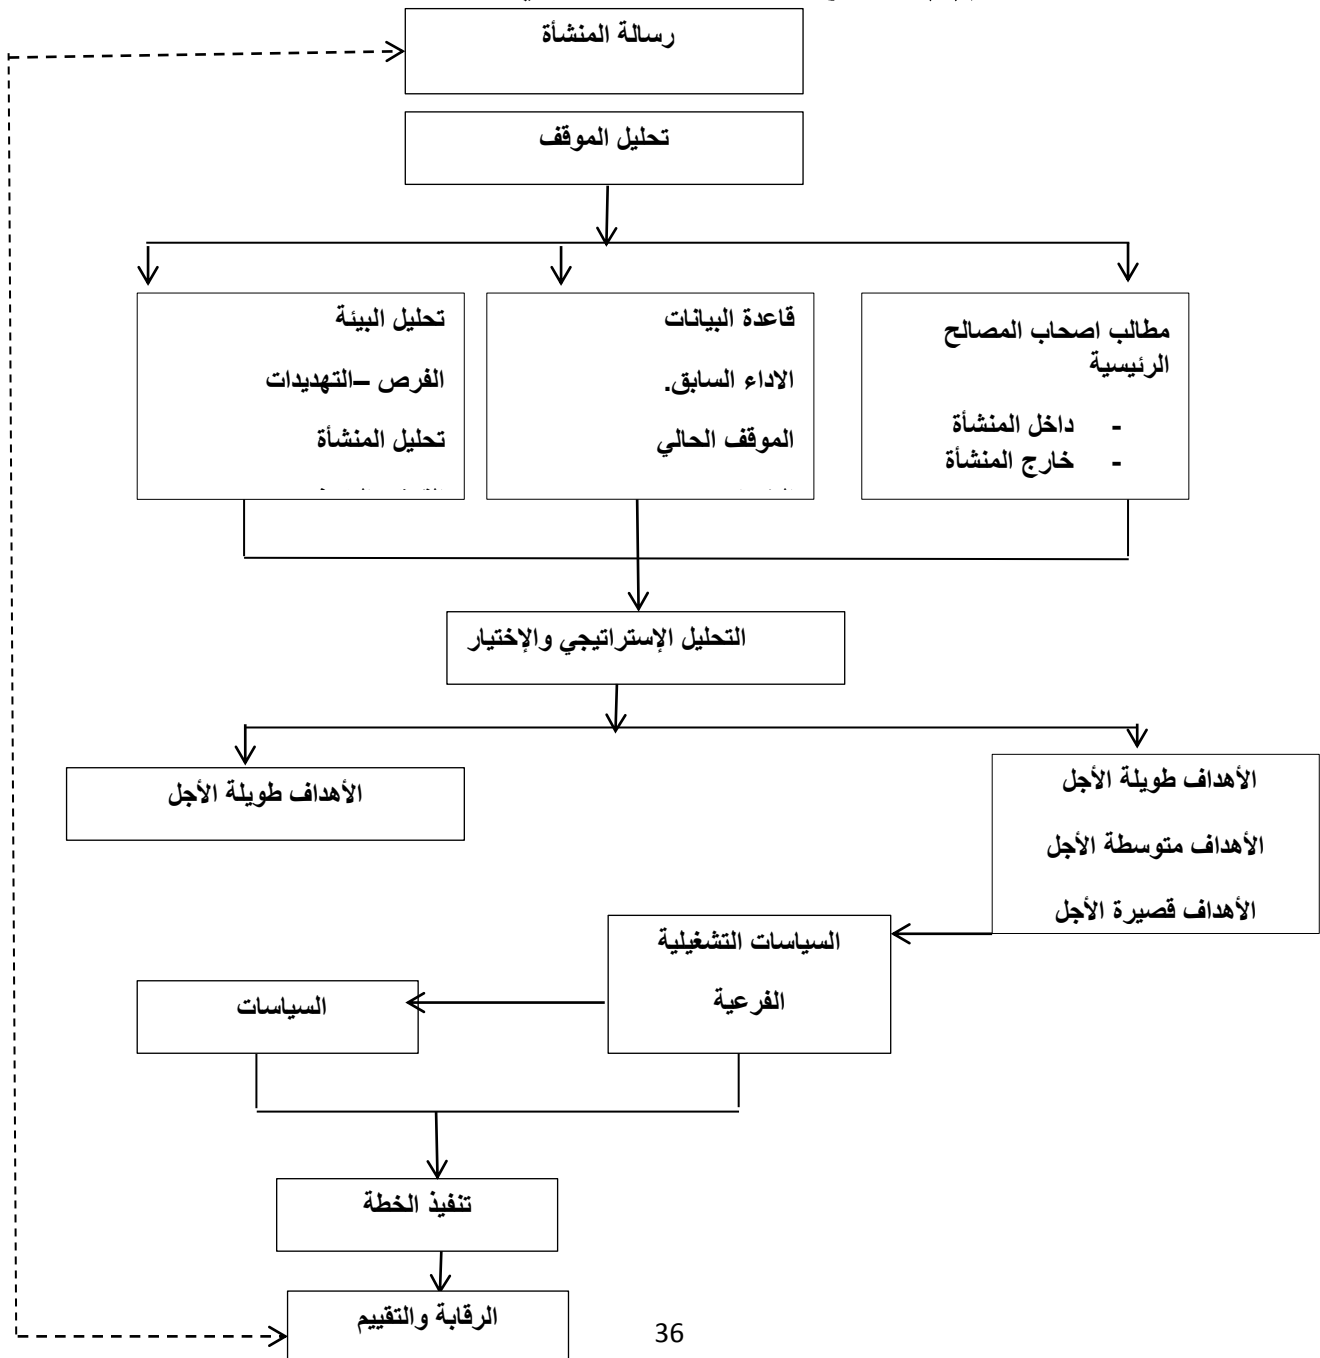 رسالة المنشأة
تحليل الموقف
مطالب اصحاب المصالح
الرئيسية
- داخل المنشأة
- خارج المنشأة
قاعدة البيانات
الاداء السابق.
الموقف الحالي
تحليل البيئة
الفرص –التهديدات
تحليل المنشأة
التحليل الإستراتيجي والإختيار
الأهداف طويلة الأجل
الأهداف متوسطة الأجل
الأهداف قصيرة الأجل
الأهداف طويلة الأجل
السياسات التشغيلية
الفرعية
السياسات
تنفيذ الخطة
الرقابة والتقييم
36